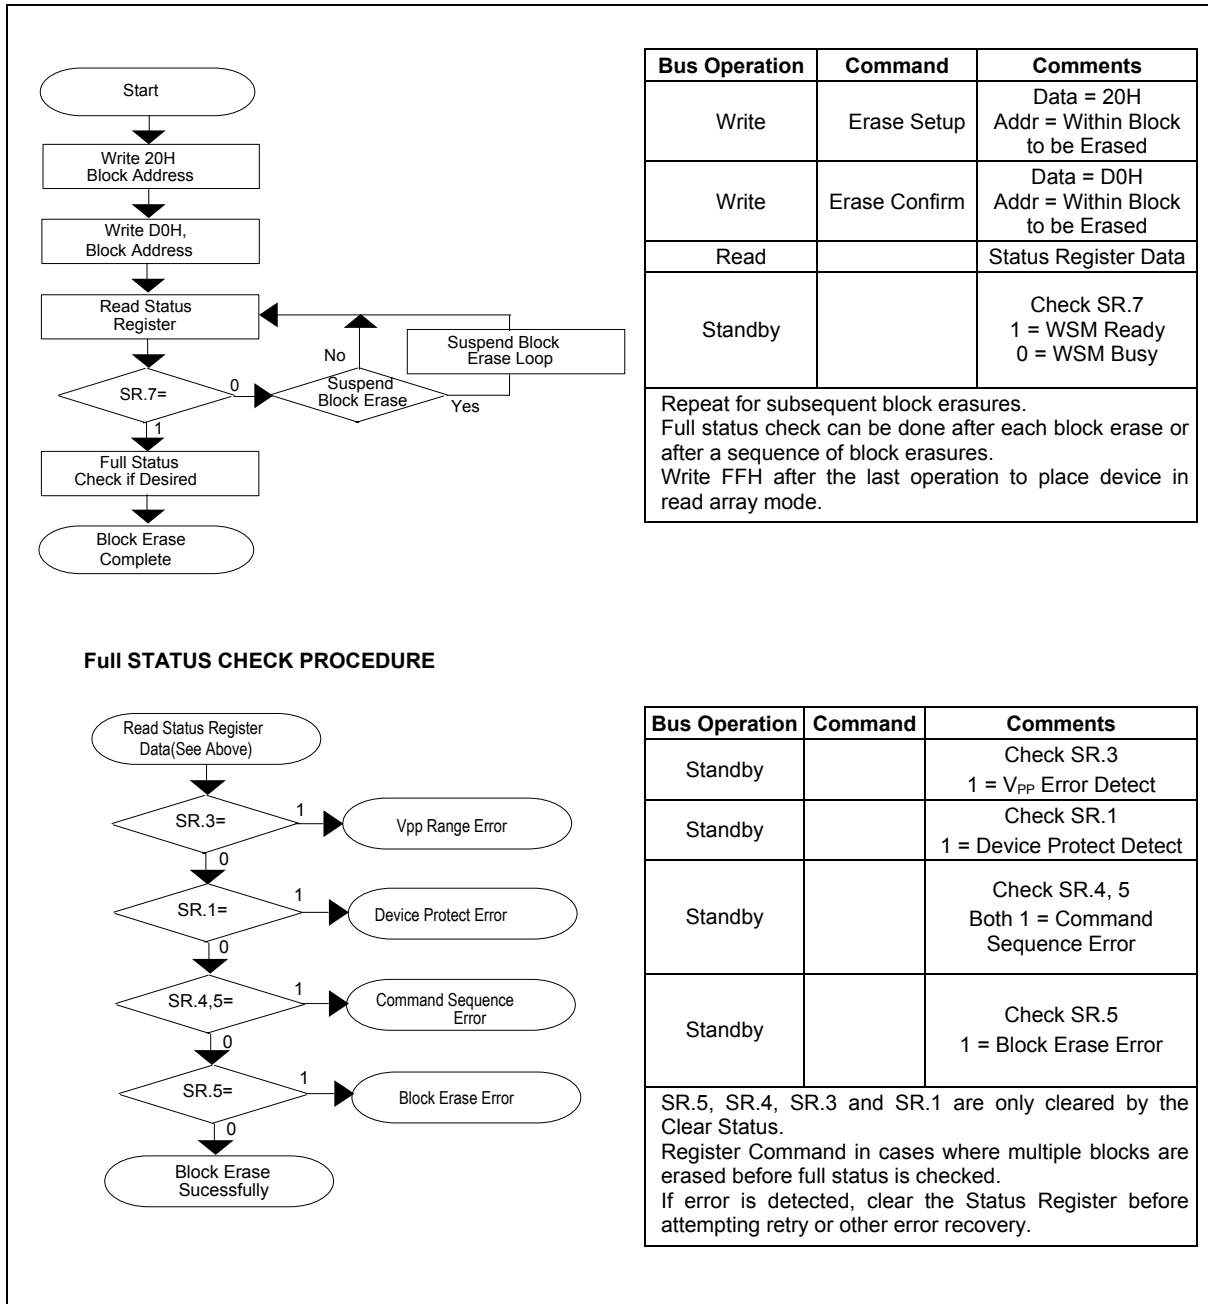 Start
Write 20H
Block Address
Write D0H,
Block Address
Read Status
Register
SR.7=
0
1
Suspend
Block Erase
No
Yes
Suspend Block
Erase Loop
Full Status
Check if Desired
Block Erase
Complete
Bus Operation Command Comments
Write Erase Setup Data = 20H
Addr = Within Block
to be Erased
Write Erase Confirm Data = D0H
Addr = Within Block
to be Erased
Read Status Register Data
Standby Check SR.7
1 = WSM Ready
0 = WSM Busy
Repeat for subsequent block erasures.
Full status check can be done after each block erase or
after a sequence of block erasures.
Write FFH after the last operation to place device in
read array mode.
Full STATUS CHECK PROCEDURE
Read Status Register
Data(See Above)
SR.3=
1
Vpp Range Error
0
SR.1=
1
Device Protect Error
0
SR.4,5=
1
Command Sequence
Error
0
SR.5=
1
Block Erase Error
0
Block Erase
Sucessfully
Bus Operation Command Comments
Standby Check SR.3
1 = VPP Error Detect
Standby Check SR.1
1 = Device Protect Detect
Standby Check SR.4, 5
Both 1 = Command
Sequence Error
Standby Check SR.5
1 = Block Erase Error
SR.5, SR.4, SR.3 and SR.1 are only cleared by the
Clear Status.
Register Command in cases where multiple blocks are
erased before full status is checked.
If error is detected, clear the Status Register before
attempting retry or other error recovery.